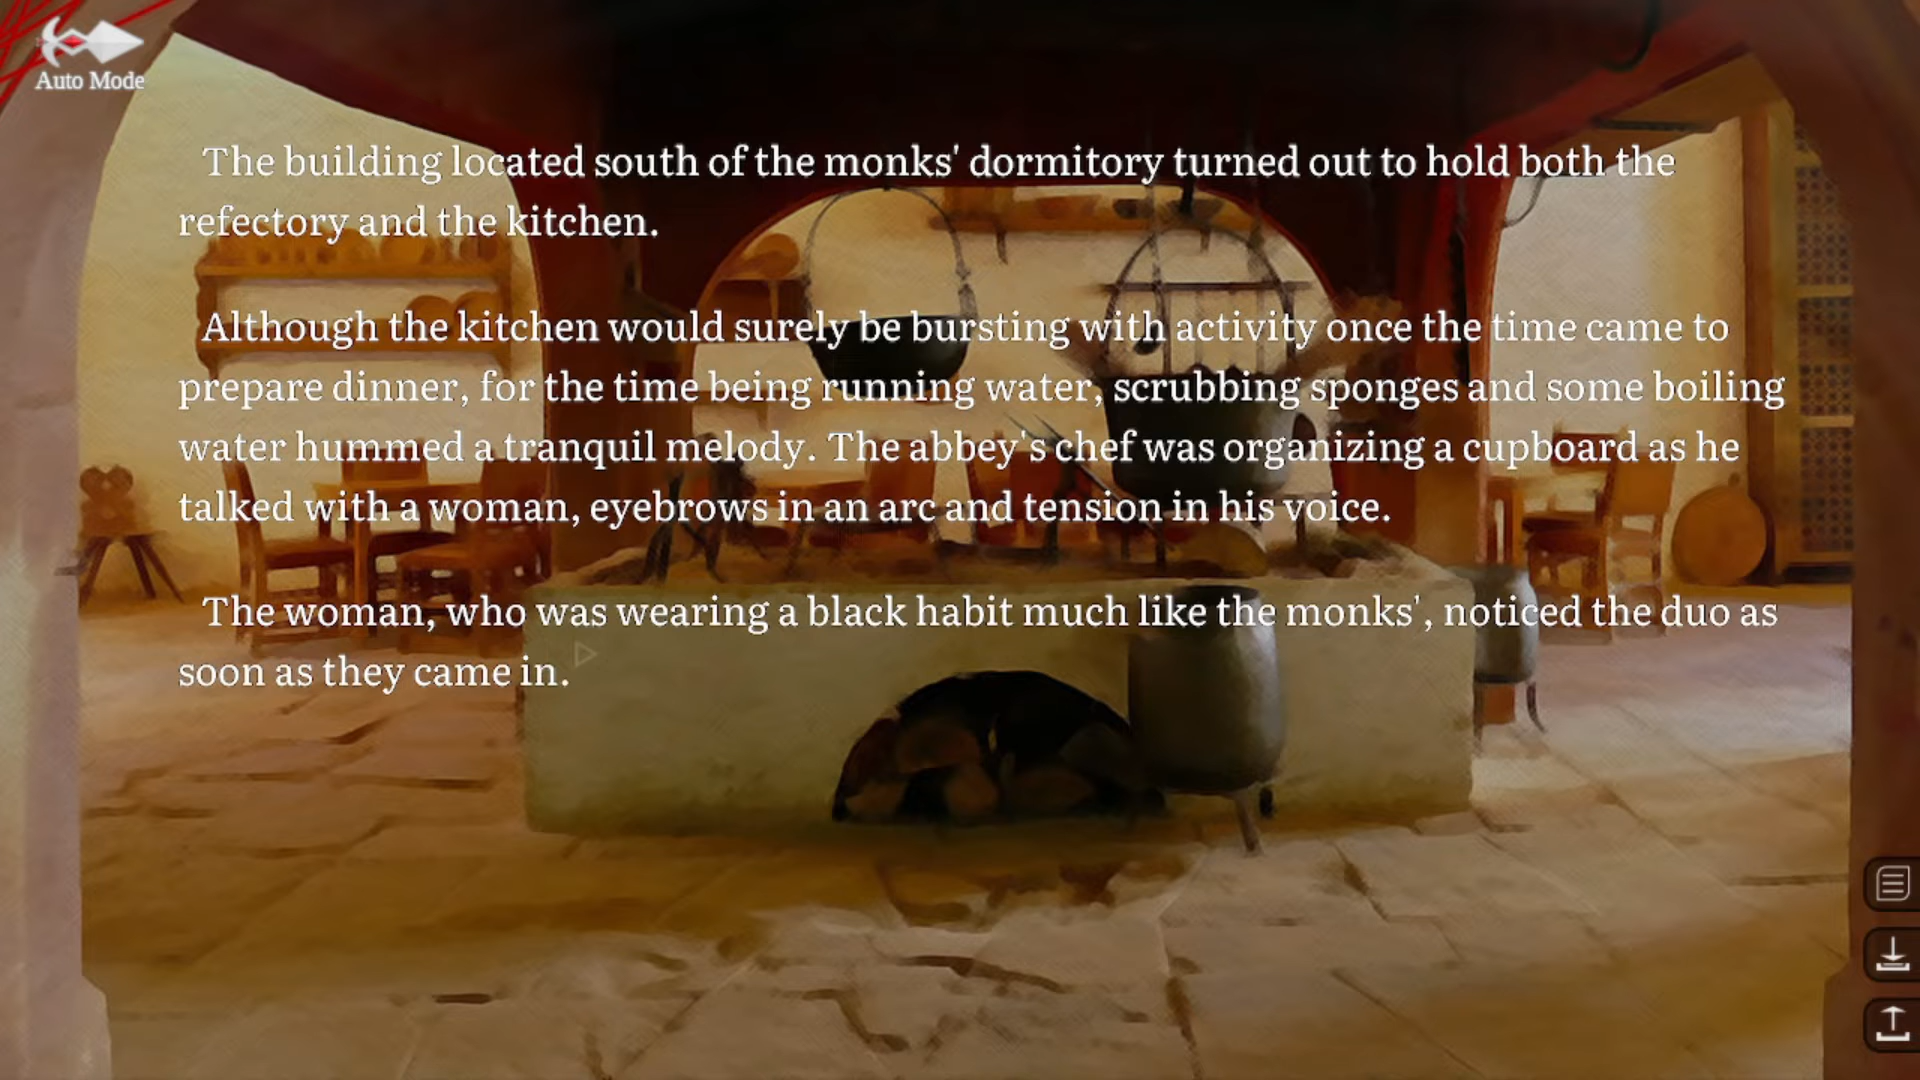 Auto Mode
The building located south of the monks' dormitory turned out to hold both the
refectory and the kitchen.
Although the kitchen would surely be bursting with activity once the time came to
prepare dinner, for the time being running water, scrubbing sponges and some boiling
water hummed a tranquil melody. The abbey's chef was organizing a cupboard as he
talked with a woman, eyebrows in an arc and tension in his voice.
The woman, who was wearing a black habit much like the monks', noticed the duo as
soon as they came in.